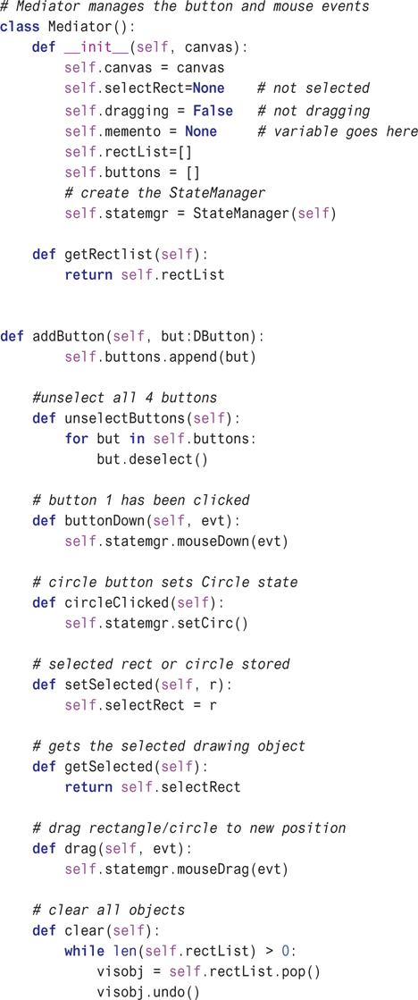 # Mediator manages the button and mouse events
class Mediator():
    def __init__(self, canvas):
        self.canvas = canvas
        self.selectRect=None    # not selected
        self.dragging = False   # not dragging
        self.memento = None     # variable goes here
        self.rectList=[]
        self.buttons = []
        # create the StateManager
        self.statemgr = StateManager(self)

    def getRectlist(self):
        return self.rectList


def addButton(self, but:DButton):
        self.buttons.append(but)

    #unselect all 4 buttons
    def unselectButtons(self):
        for but in self.buttons:
            but.deselect()

    # button 1 has been clicked
    def buttonDown(self, evt):
        self.statemgr.mouseDown(evt)

    # circle button sets Circle state
    def circleClicked(self):
        self.statemgr.setCirc()

    # selected rect or circle stored
    def setSelected(self, r):
        self.selectRect = r

    # gets the selected drawing object
    def getSelected(self):
        return self.selectRect

    # drag rectangle/circle to new position
    def drag(self, evt):
        self.statemgr.mouseDrag(evt)

    # clear all objects
    def clear(self):
        while len(self.rectList) > 0:
            visobj = self.rectList.pop()
            visobj.undo()